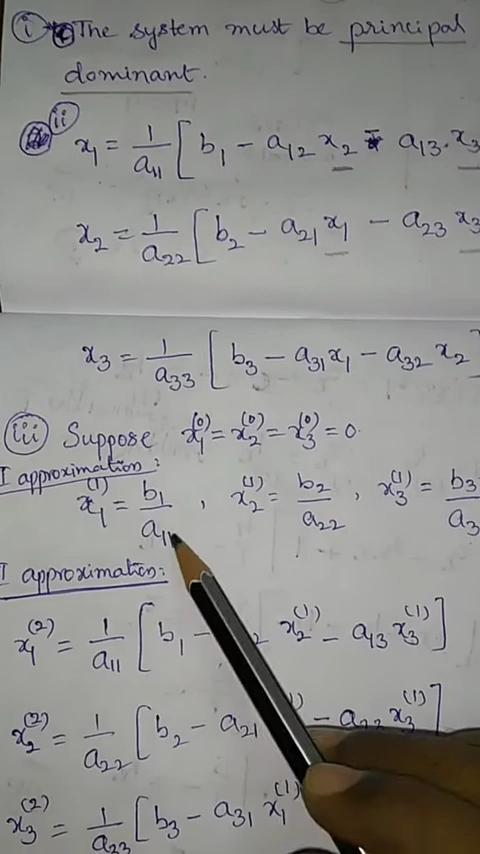 (i) The system must be principal
dominant.
(ii) x₁ = 1/a₁₁ [ b₁ - a₁₂ x₂ - a₁₃.x₃
x₂ = 1/a₂₂ [ b₂ - a₂₁ x₁ - a₂₃ x₃
x₃ = 1/a₃₃ [ b₃ - a₃₁x₁ - a₃₂ x₂ ]
(iii) Suppose x₁⁽⁰⁾ = x₂⁽⁰⁾ = x₃⁽⁰⁾ = 0
I approximation:
x₁⁽¹⁾ = b₁/a₁₁ , x₂⁽¹⁾ = b₂/a₂₂ , x₃⁽¹⁾ = b₃/a₃
I approximation:
x₁⁽²⁾ = 1/a₁₁ [ b₁ - 2 x₂⁽¹⁾ - a₁₃ x₃⁽¹⁾ ]
x₂⁽²⁾ = 1/a₂₂ [ b₂ - a₂₁ ⁽¹⁾ - a₂₂ x₃⁽¹⁾ ]
x₃⁽²⁾ = 1/a₃₃ [ b₃ - a₃₁ x₁⁽¹⁾